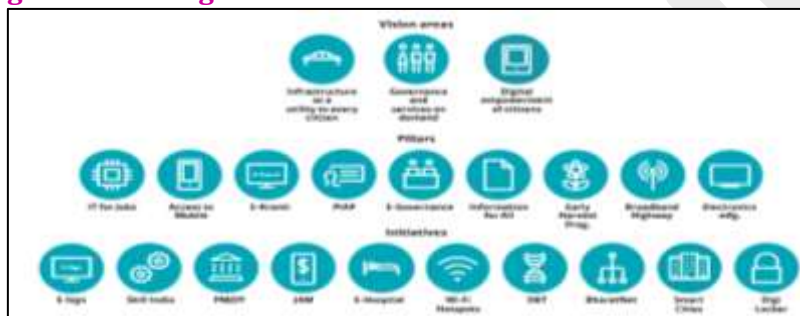 Vision areas
Infrastructure
as a
utility to every
citizen
Governance
and
services on
demand
Digital
empowerment
of citizens
Pillars
IT for Jobs
Access to
Mobile
E-Kranti
PIAP
E-Governance
Information
for All
Early
Harvest
Prog.
Broadband
Highway
Electronics
mfg.
Initiatives
E-Sign
Skill India
PMJDY
JAM
E-Hospital
Wi-Fi
Hotspots
DBT
BharatNet
Smart
Cities
Digi
Locker